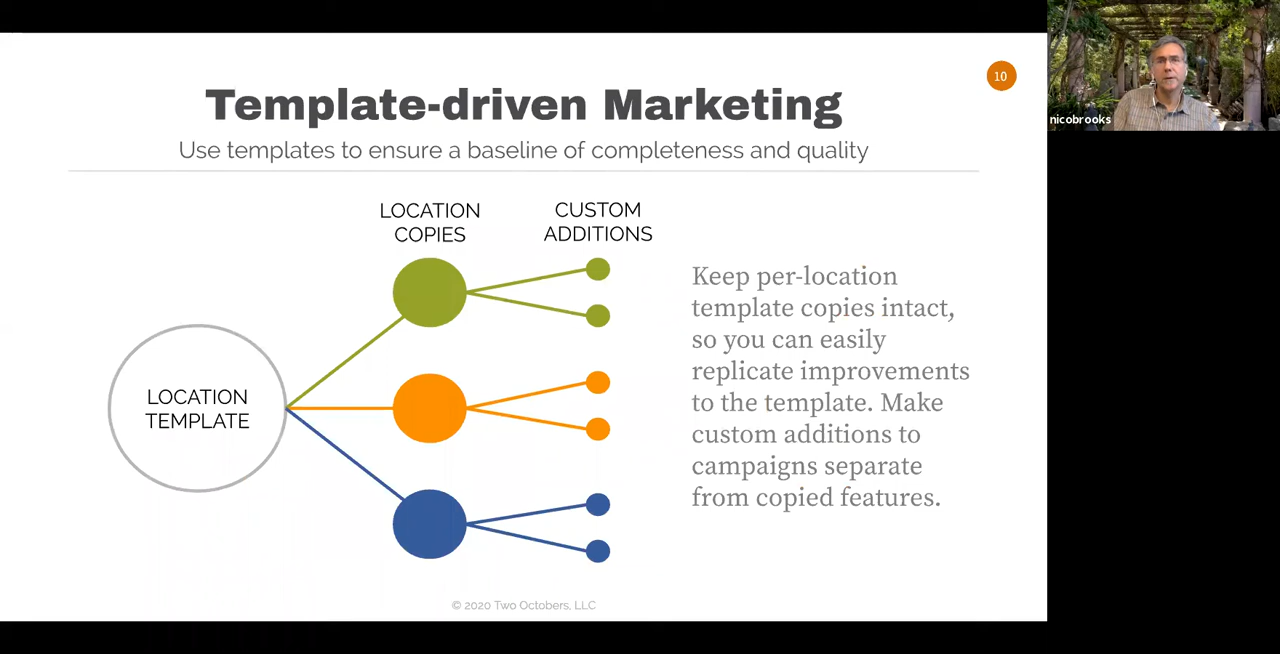 10
nicobrooks
Template-driven Marketing
Use templates to ensure a baseline of completeness and quality
LOCATION
COPIES
CUSTOM
ADDITIONS
LOCATION
TEMPLATE
Keep per-location
template copies intact,
so you can easily
replicate improvements
to the template. Make
custom additions to
campaigns separate
from copied features.
© 2020 Two Octobers, LLC